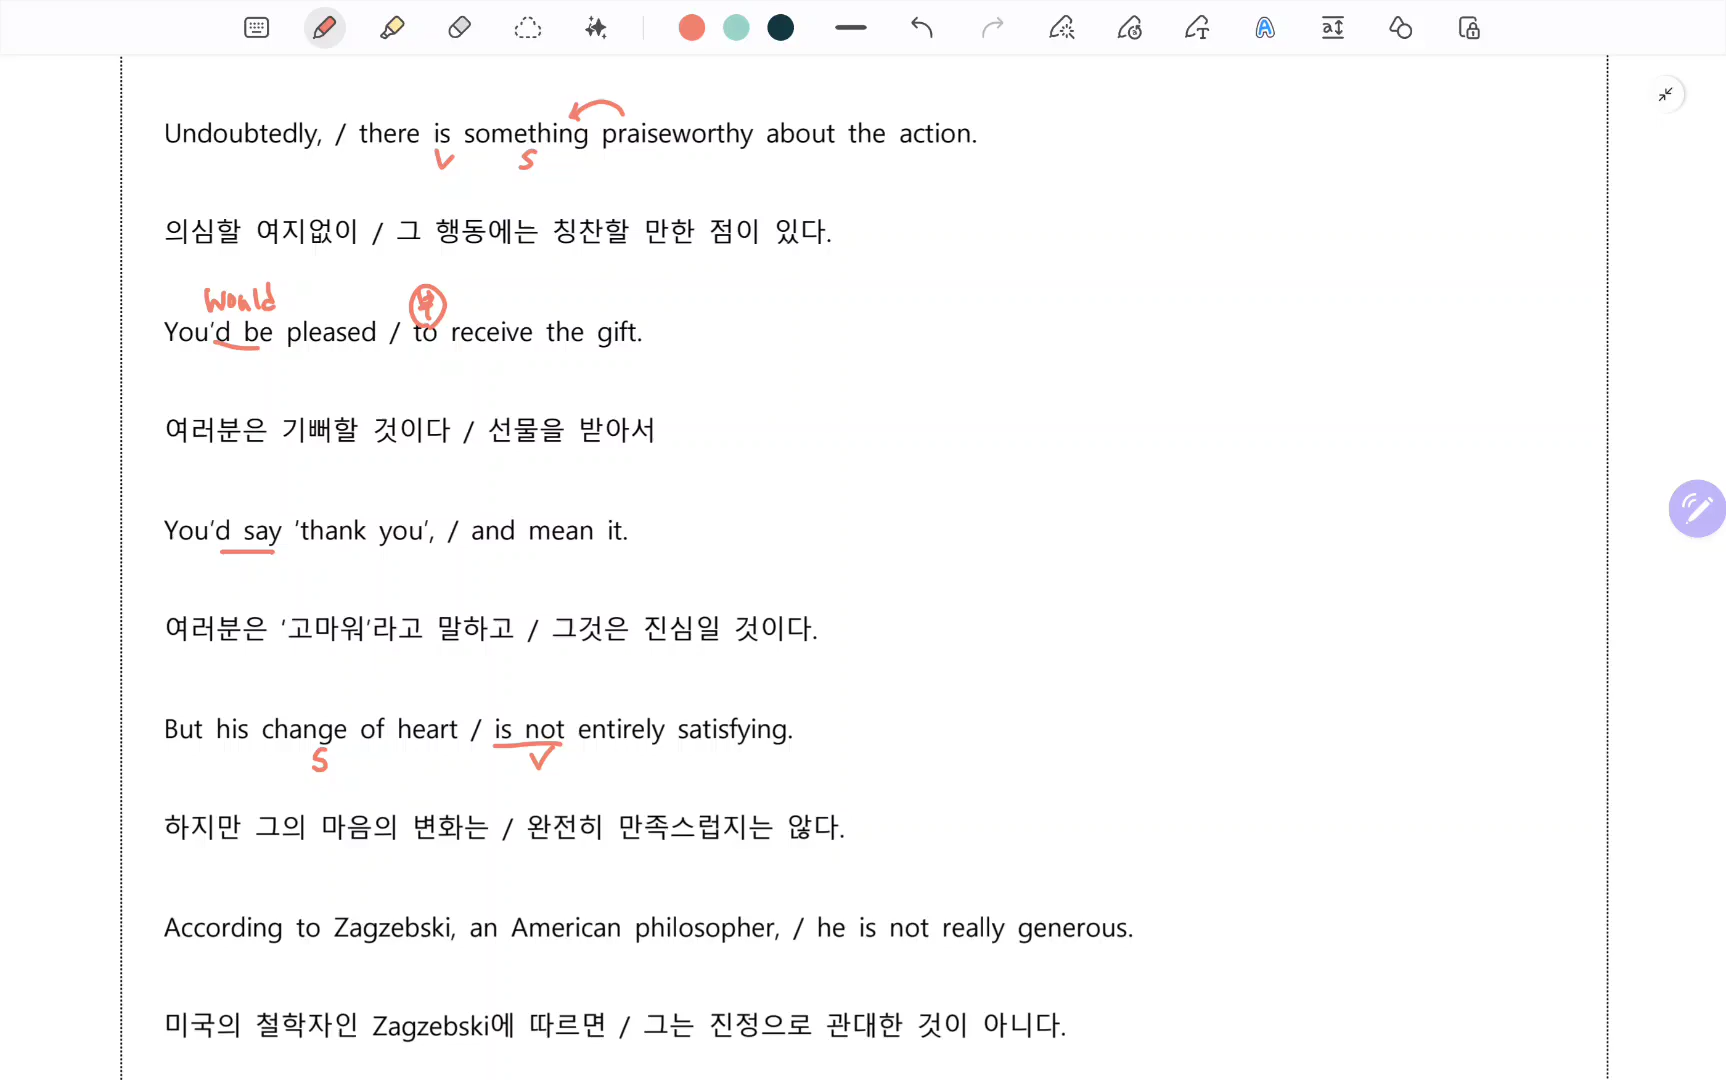 Undoubtedly, / there is something praiseworthy about the action.
V S
의심할 여지없이 / 그 행동에는 칭찬할 만한 점이 있다.
would 부
You'd be pleased / to receive the gift.
여러분은 기뻐할 것이다 / 선물을 받아서
You'd say 'thank you', / and mean it.
여러분은 '고마워'라고 말하고 / 그것은 진심일 것이다.
But his change of heart / is not entirely satisfying.
S V
하지만 그의 마음의 변화는 / 완전히 만족스럽지는 않다.
According to Zagzebski, an American philosopher, / he is not really generous.
미국의 철학자인 Zagzebski에 따르면 / 그는 진정으로 관대한 것이 아니다.